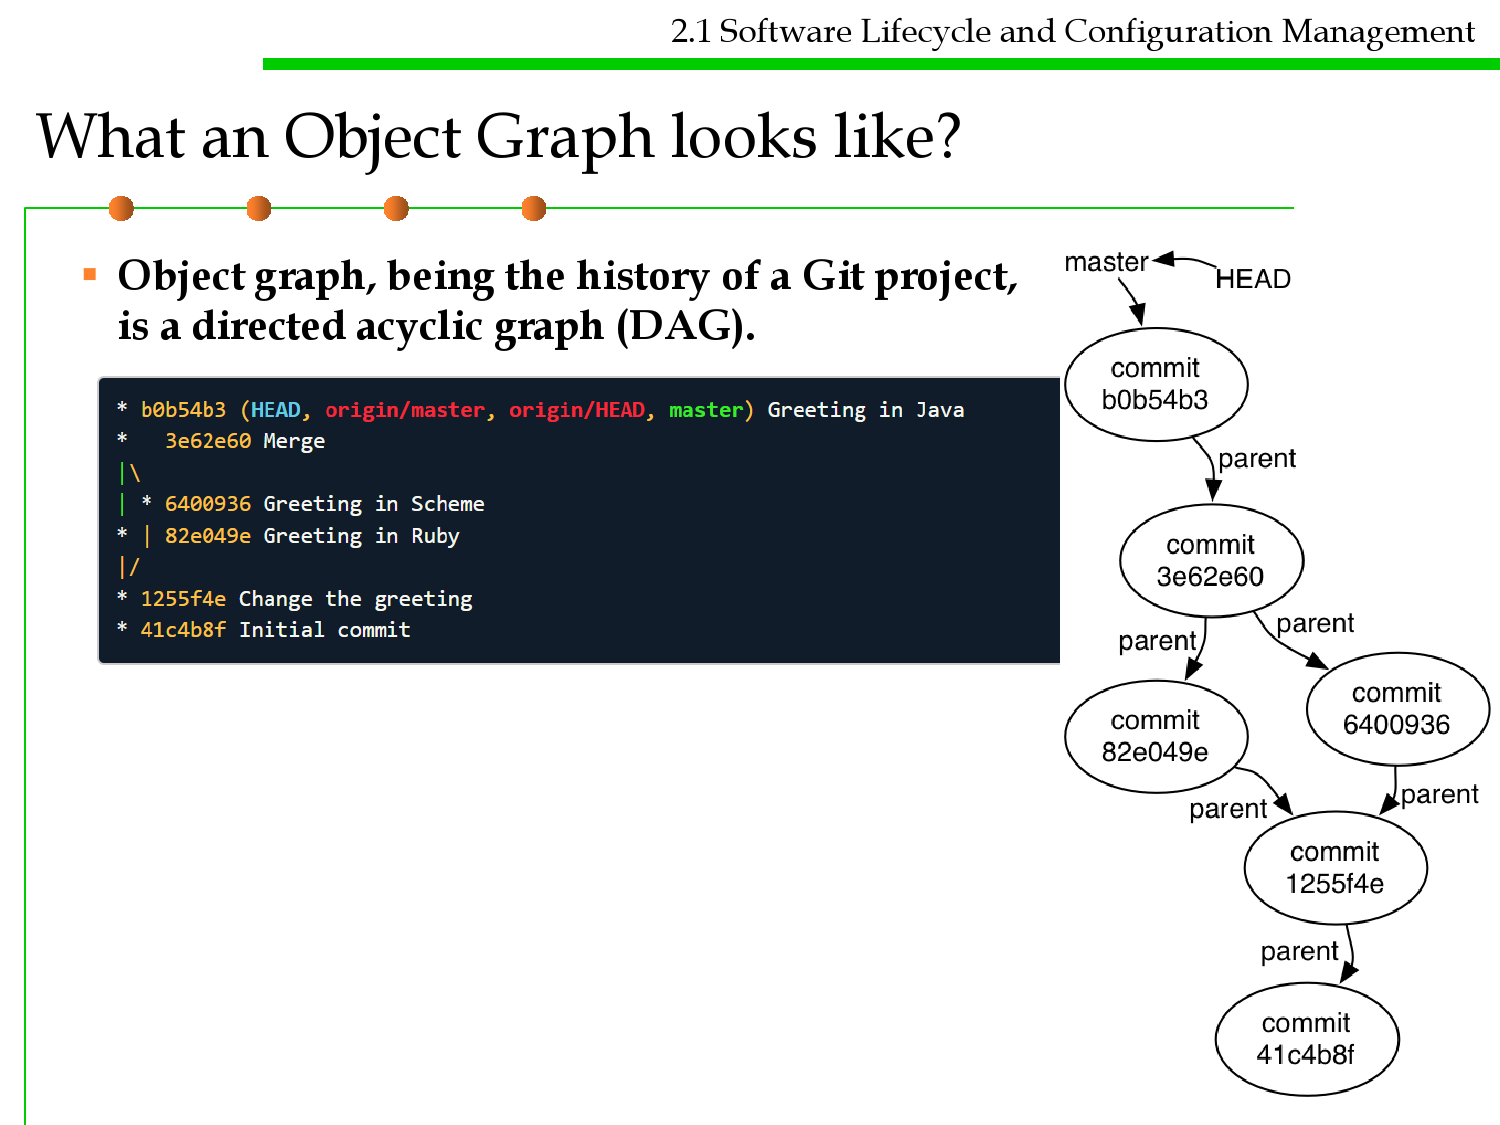 2.1 Software Lifecycle and Configuration Management
What an Object Graph looks like?
▪ Object graph, being the history of a Git project,
is a directed acyclic graph (DAG).
* b0b54b3 (HEAD, origin/master, origin/HEAD, master) Greeting in Java
*   3e62e60 Merge
|\
| * 6400936 Greeting in Scheme
* | 82e049e Greeting in Ruby
|/
* 1255f4e Change the greeting
* 41c4b8f Initial commit
master
HEAD
commit
b0b54b3
parent
commit
3e62e60
parent
parent
commit
82e049e
commit
6400936
parent
parent
commit
1255f4e
parent
commit
41c4b8f